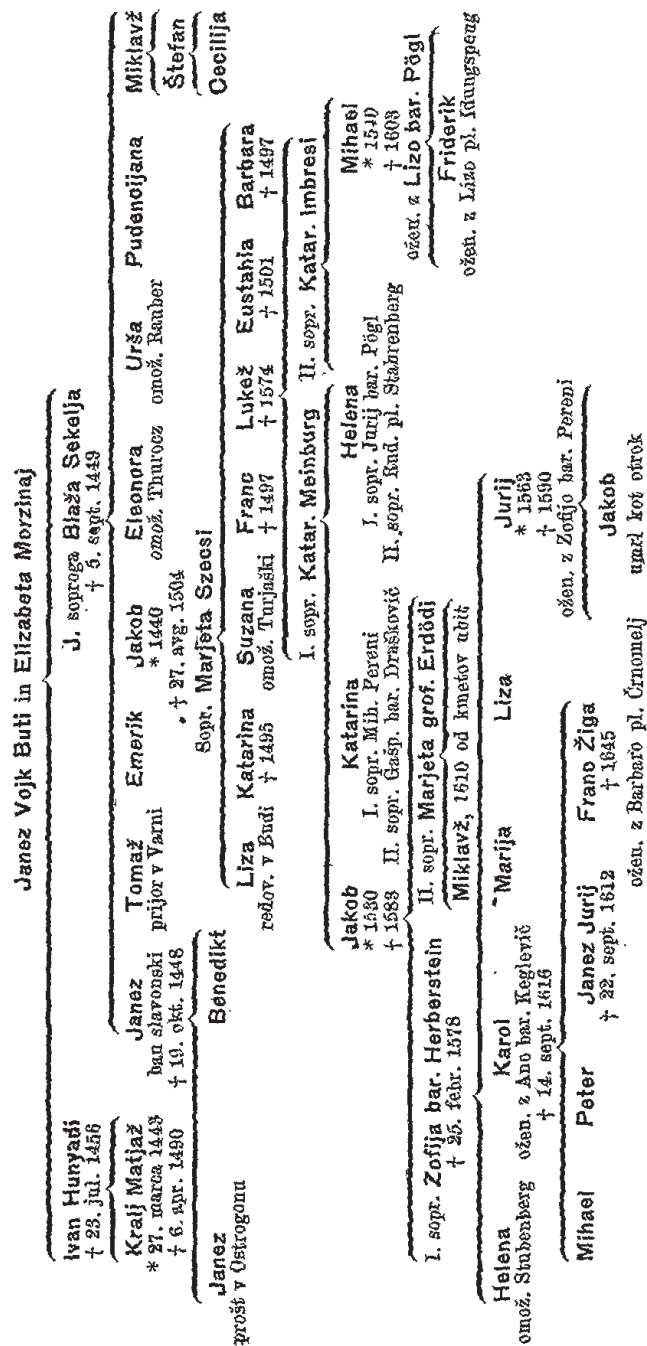 Janez Vojk Buti in Elizabeta Morzinaj
Ivan Hunyadi
† 23. jul. 1456
J. soproga Blaža Sekelja
† 5. sept. 1449
Kralj Matjaž
* 27. marca 1443
† 6. apr. 1490
Janez
ban slavonski
† 19. okt. 1448
Tomaž
prijor v Varni
Emerik
Jakob
* 1440
† 27. avg. 1504
Sopr. Marjeta Szecsi
Eleonora
omož. Thurocz
Urša
omož. Rauber
Pudencijana
Miklavž
Štefan
Cecilija
Janez
prošt v Ostrogonu
Benedikt
Liza
redov. v Budi
Katarina
† 1495
Suzana
omož. Turjaški
Franc
† 1497
Lukež
† 1574
Eustahia
† 1501
Barbara
† 1497
I. sopr. Katar. Meinburg
II. sopr. Katar. Imbresi
Jakob
* 1530
† 1583
Katarina
I. sopr. Mih. Pereni
II. sopr. Gašp. bar. Draškovič
Helena
I. sopr. Jurij bar. Pögl
II. sopr. Rud. pl. Stahrenberg
Mihael
* 1540
† 1603
ožen. z Lizo bar. Pögl
Friderik
ožen. z Lizo pl. Idungspeug
I. sopr. Zofija bar. Herberstein
† 25. febr. 1578
II. sopr. Marjeta grof. Erdödi
Miklavž, 1610 od kmetov ubit
Helena
omož. Stubenberg
Karol
ožen. z Ano bar. Keglevič
† 14. sept. 1616
Marija
Liza
Jurij
* 1563
† 1590
ožen. z Zofijo bar. Pereni
Jakob
umrl kot otrok
Mihael
Peter
Janez Jurij
† 22. sept. 1612
Franc Žiga
† 1645
ožen. z Barbaro pl. Črnomelj